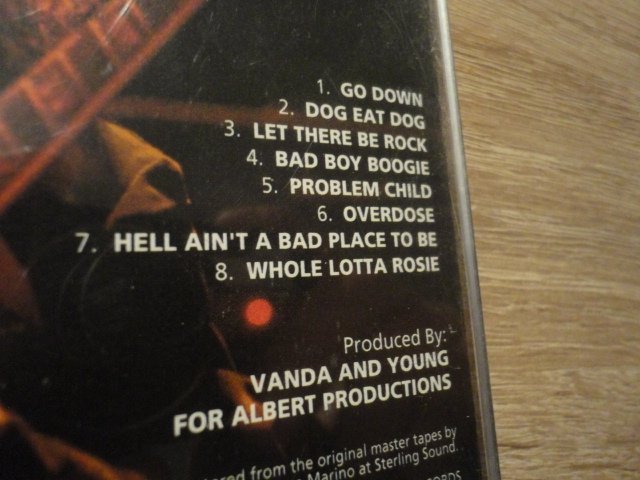 1. GO DOWN
2. DOG EAT DOG
3. LET THERE BE ROCK
4. BAD BOY BOOGIE
5. PROBLEM CHILD
6. OVERDOSE
7. HELL AIN'T A BAD PLACE TO BE
8. WHOLE LOTTA ROSIE
Produced By:
VANDA AND YOUNG
FOR ALBERT PRODUCTIONS
from the original master tapes by
Marino at Sterling Sound.